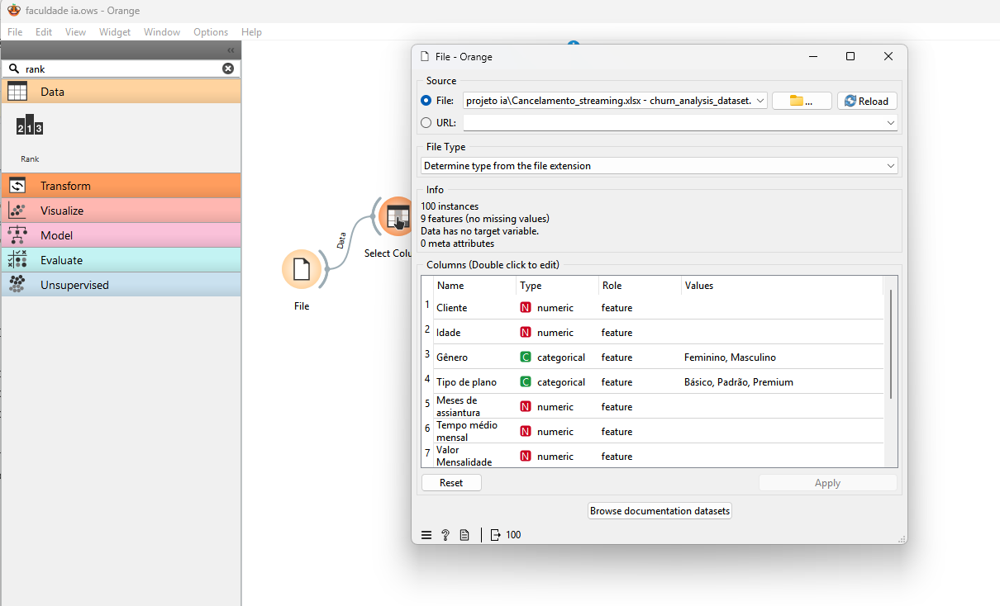 faculdade ia.ows - Orange
File Edit View Widget Window Options Help
rank
Data
213
Rank
Transform
Visualize
Model
Evaluate
Unsupervised
File
Data
Select Colu
File - Orange
Source
File: projeto ia\Cancelamento_streaming.xlsx - churn_analysis_dataset. ... Reload
URL:
File Type
Determine type from the file extension
Info
100 instances
9 features (no missing values)
Data has no target variable.
0 meta attributes
Columns (Double click to edit)
Name Type Role Values
1 Cliente N numeric feature
2 Idade N numeric feature
3 Gênero C categorical feature Feminino, Masculino
4 Tipo de plano C categorical feature Básico, Padrão, Premium
5 Meses de assiantura N numeric feature
6 Tempo médio mensal N numeric feature
7 Valor Mensalidade N numeric feature
Reset Apply
Browse documentation datasets
? 100